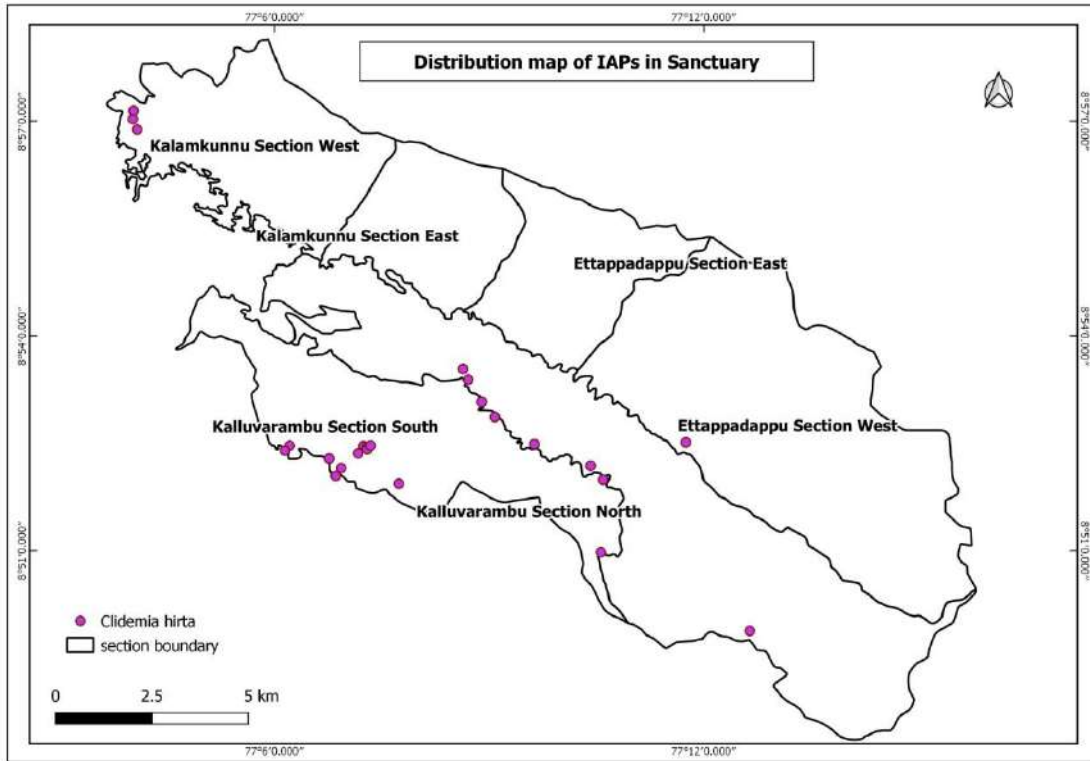 77°6'0.000"
77°12'0.000"
Distribution map of IAPs in Sanctuary
8°57'0.000"
8°57'0.000"
Kalamkunnu Section West
Kalamkunnu Section East
Ettappadappu Section East
8°54'0.000"
8°54'0.000"
Kalluvarambu Section South
Ettappadappu Section West
Kalluvarambu Section North
8°51'0.000"
8°51'0.000"
Clidemia hirta
section boundary
0 2.5 5 km
77°6'0.000"
77°12'0.000"